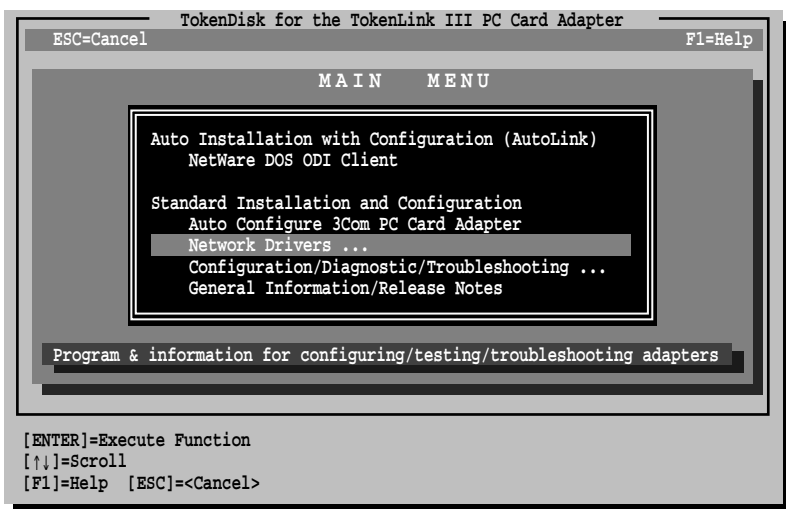 TokenDisk for the TokenLink III PC Card Adapter
ESC=Cancel F1=Help
MAIN MENU
Auto Installation with Configuration (AutoLink)
NetWare DOS ODI Client
Standard Installation and Configuration
Auto Configure 3Com PC Card Adapter
Network Drivers ...
Configuration/Diagnostic/Troubleshooting ...
General Information/Release Notes
Program & information for configuring/testing/troubleshooting adapters
[ENTER]=Execute Function
[↑↓]=Scroll
[F1]=Help [ESC]=<Cancel>